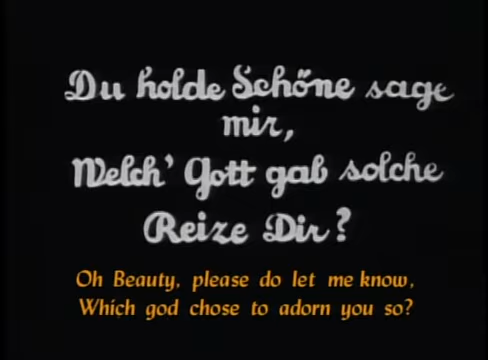 Du holde Schöne sage
mir,
Welch' Gott gab solche
Reize Dir?
Oh Beauty, please do let me know,
Which god chose to adorn you so?